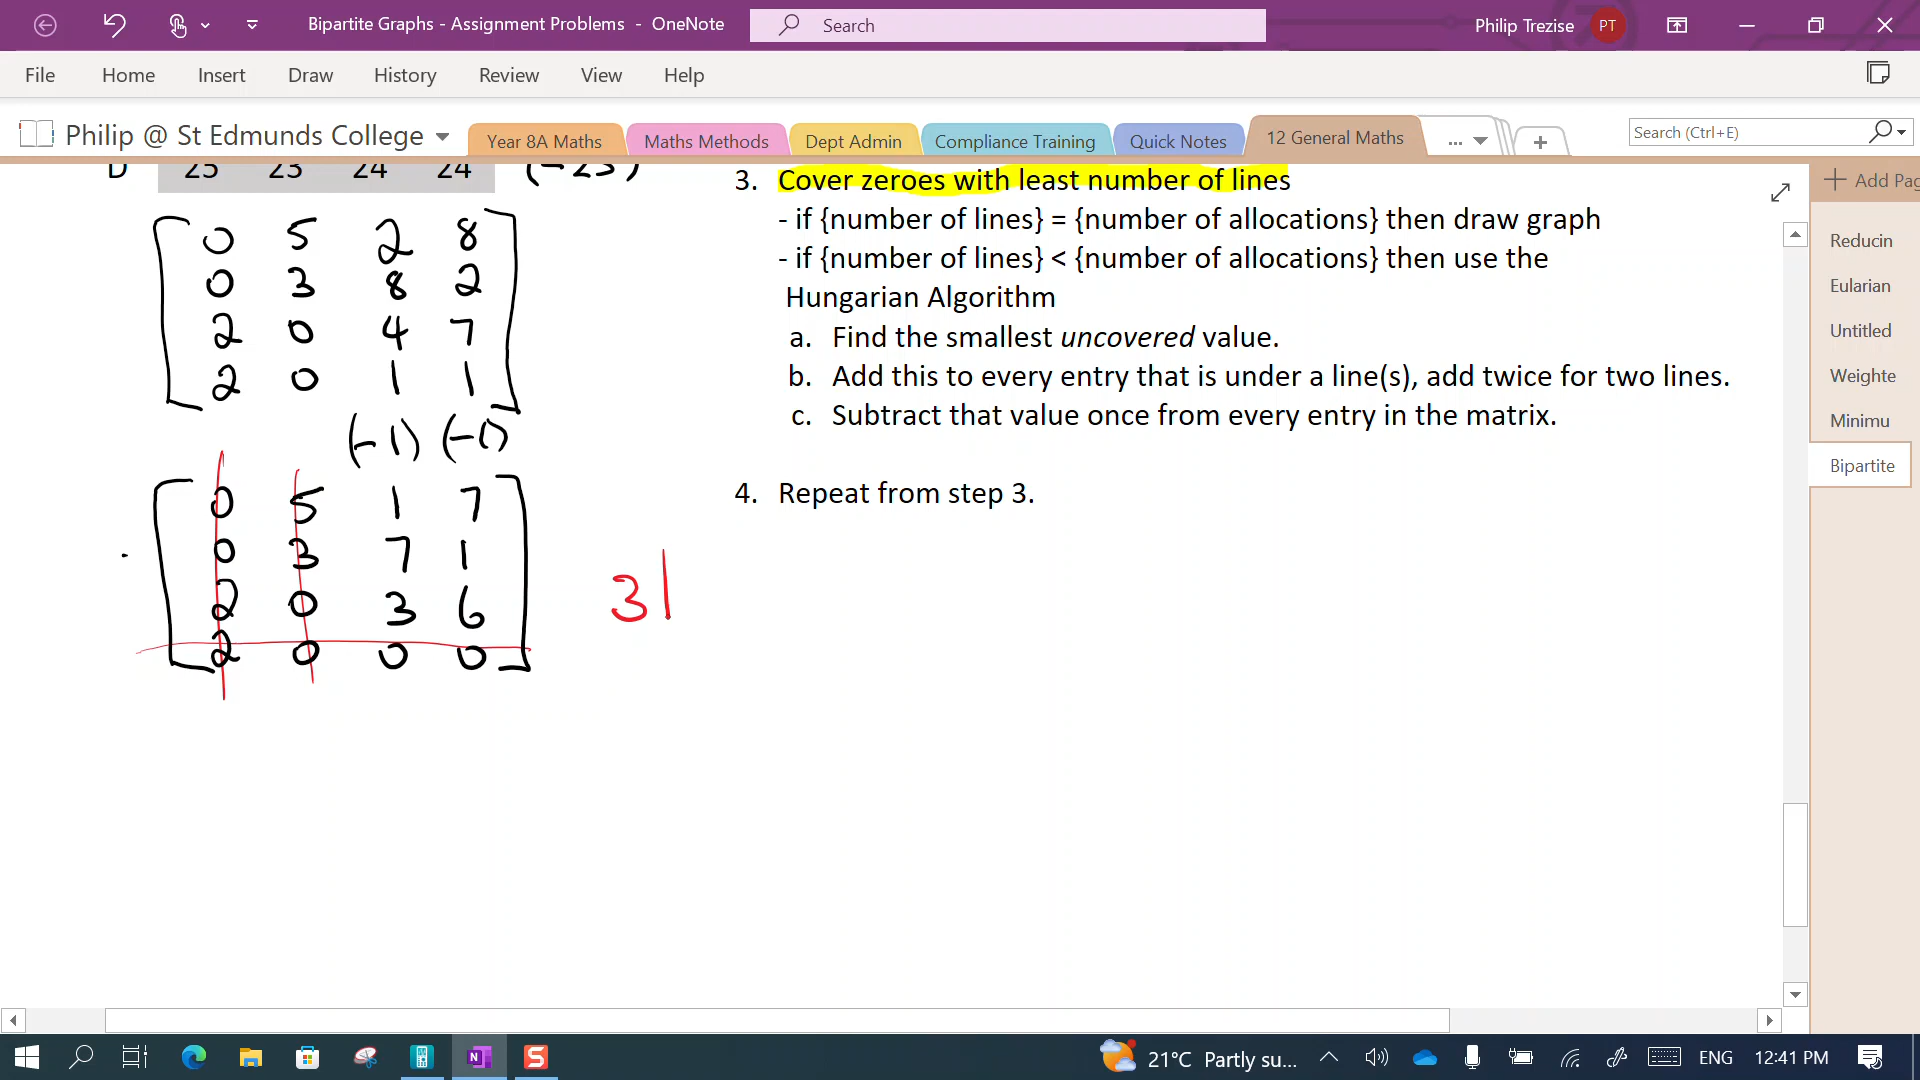 Bipartite Graphs - Assignment Problems - OneNote
Search
Philip Trezise
PT
File Home Insert Draw History Review View Help
Philip @ St Edmunds College
Year 8A Maths
Maths Methods
Dept Admin
Compliance Training
Quick Notes
12 General Maths
...
Search (Ctrl+E)
D 25 23 24 24 (-23)
0 5 2 8
0 3 8 2
2 0 4 7
2 0 1 1
(-1) (-1)
0 5 1 7
0 3 7 1
2 0 3 6
2 0 0 0
3
3. Cover zeroes with least number of lines
- if {number of lines} = {number of allocations} then draw graph
- if {number of lines} < {number of allocations} then use the
Hungarian Algorithm
a. Find the smallest uncovered value.
b. Add this to every entry that is under a line(s), add twice for two lines.
c. Subtract that value once from every entry in the matrix.
4. Repeat from step 3.
Add Pag
Reducin
Eularian
Untitled
Weighte
Minimu
Bipartite
21°C Partly su...
ENG
12:41 PM